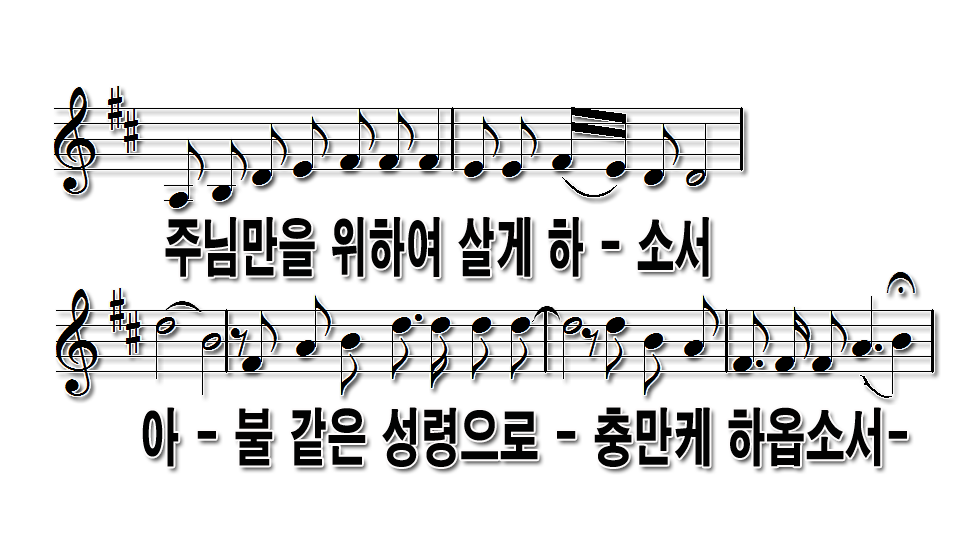 주님만을 위하여 살게 하 - 소서
아 - 불 같은 성령으로 - 충만케 하옵소서-